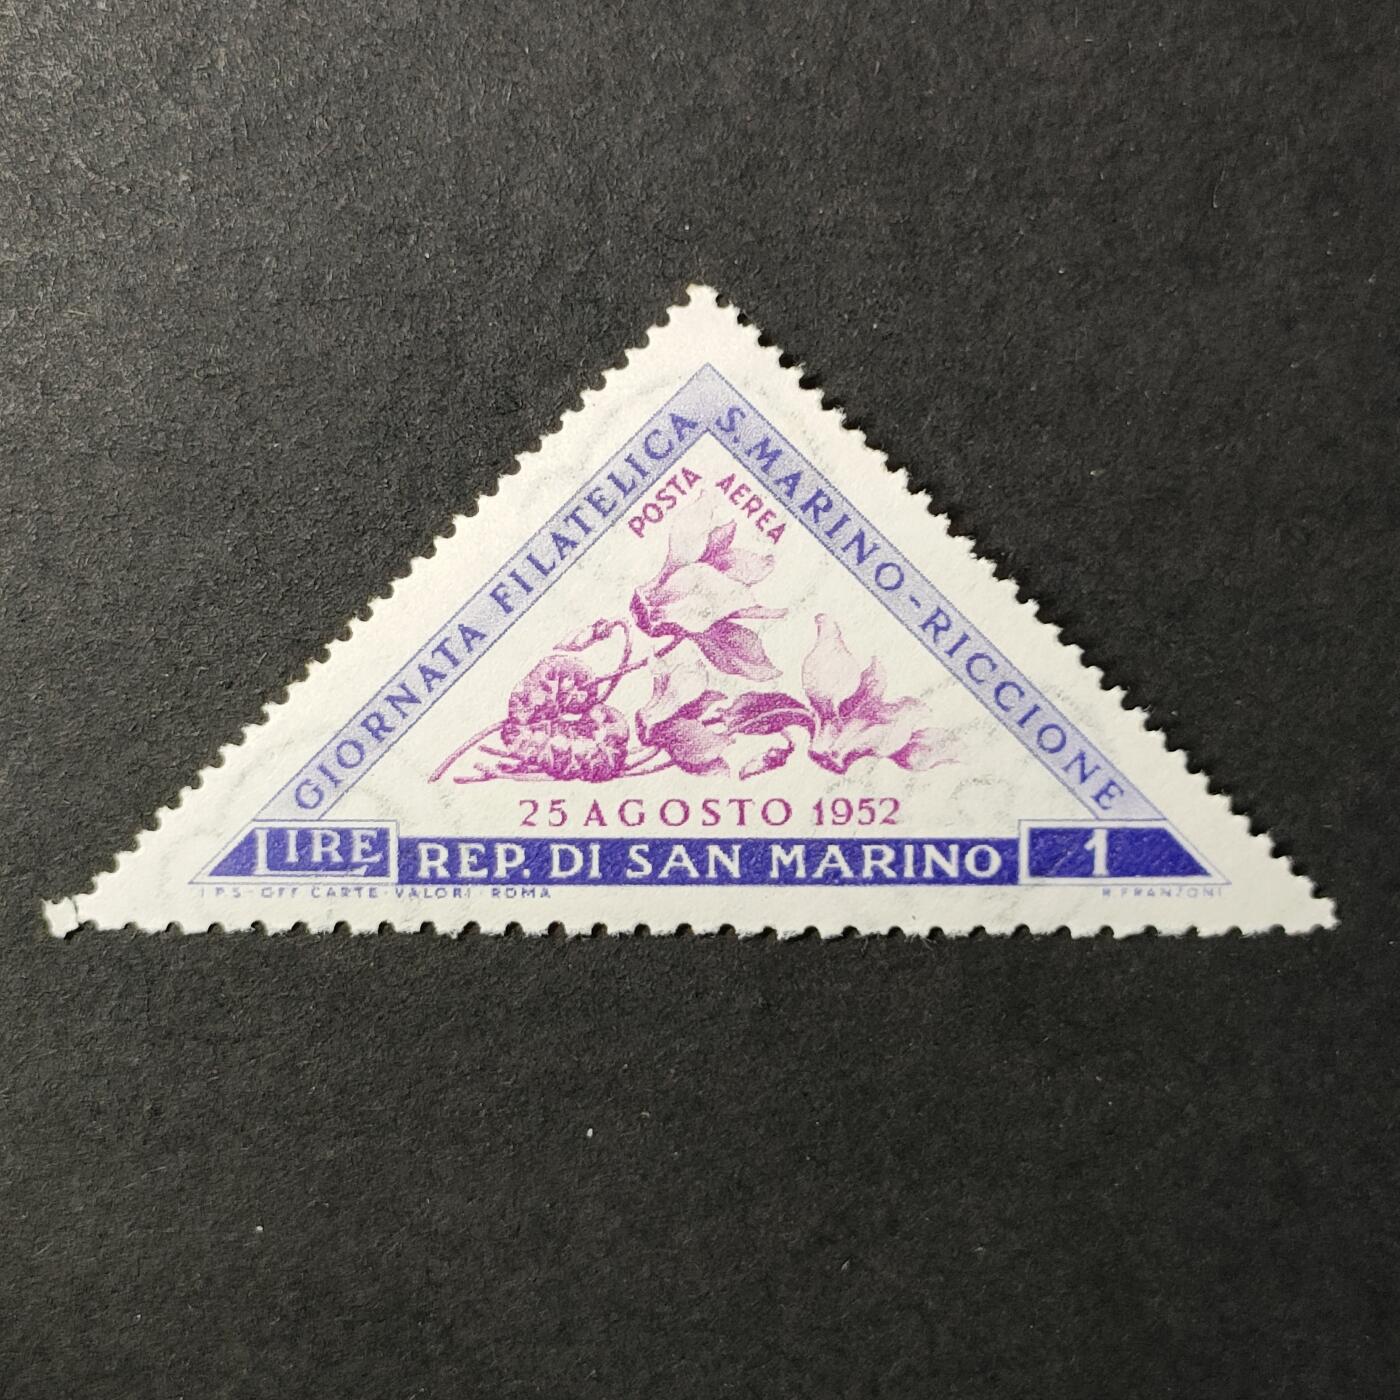 GIORNATA FILATELICA
S. MARINO-RICCIONE
POSTA AEREA
25 AGOSTO 1952
LIRE REP. DI SAN MARINO 1
I.P.S-OFF CARTE-VALORI-ROMA R.FRANZONI